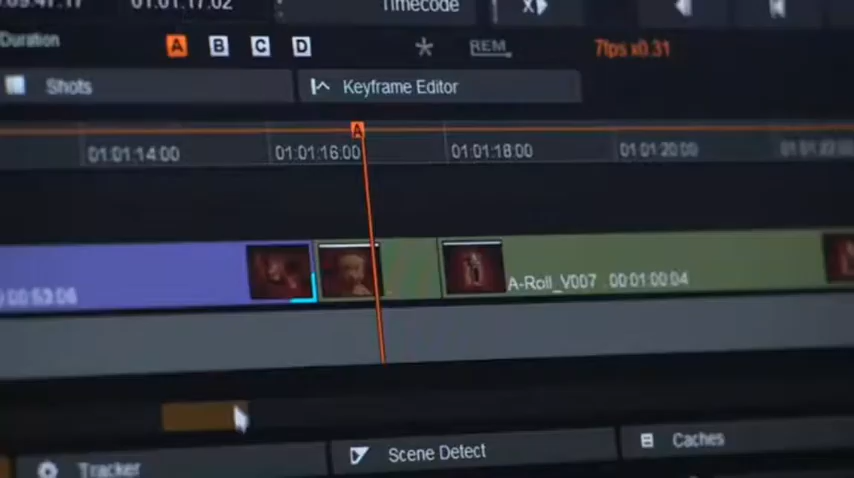 01:01:17:02
Timecode
Duration
A B C D
* REM
7fps x0.31
Shots
Keyframe Editor
A
01:01:14:00 01:01:16:00 01:01:18:00 01:01:20:00
00:53:06
A-Roll_V007 00:01:00:04
Tracker
Scene Detect
Caches